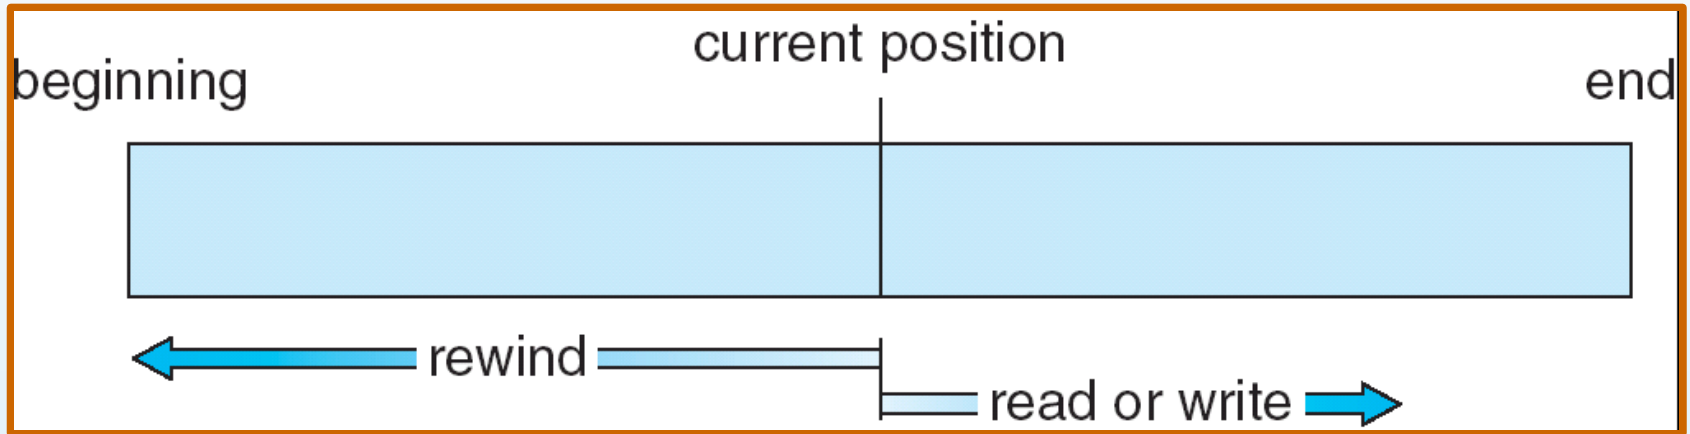 current position
beginning
end
rewind
read or write